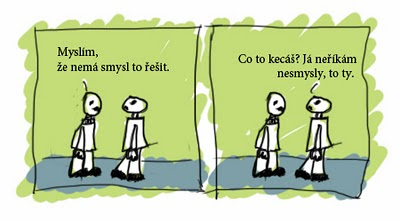 Myslím,
že nemá smysl to řešit.
Co to kecáš? Já neříkám
nesmysly, to ty.